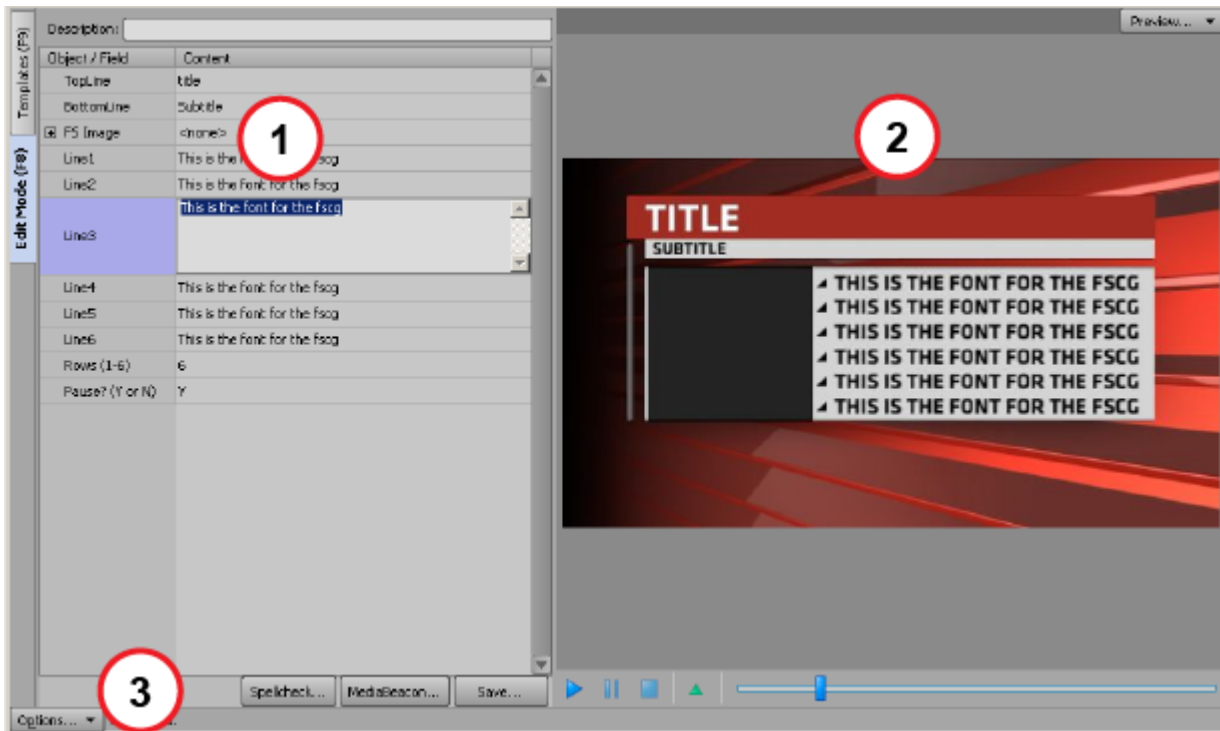 Templates (F9)
Edit Mode (F8)
Description:
Object / Field Content
TopLine title
BottomLine Subtitle
FS Image <none>
1
Line1 This is the for the fscg
Line2 This is the font for the fscg
Line3 This is the font for the fscg
Line4 This is the font for the fscg
Line5 This is the font for the fscg
Line6 This is the font for the fscg
Rows (1-6) 6
Pause? (Y or N) Y
3
Spellcheck... MediaBeacon... Save...
Options...
Preview...
2
TITLE
SUBTITLE
THIS IS THE FONT FOR THE FSCG
THIS IS THE FONT FOR THE FSCG
THIS IS THE FONT FOR THE FSCG
THIS IS THE FONT FOR THE FSCG
THIS IS THE FONT FOR THE FSCG
THIS IS THE FONT FOR THE FSCG